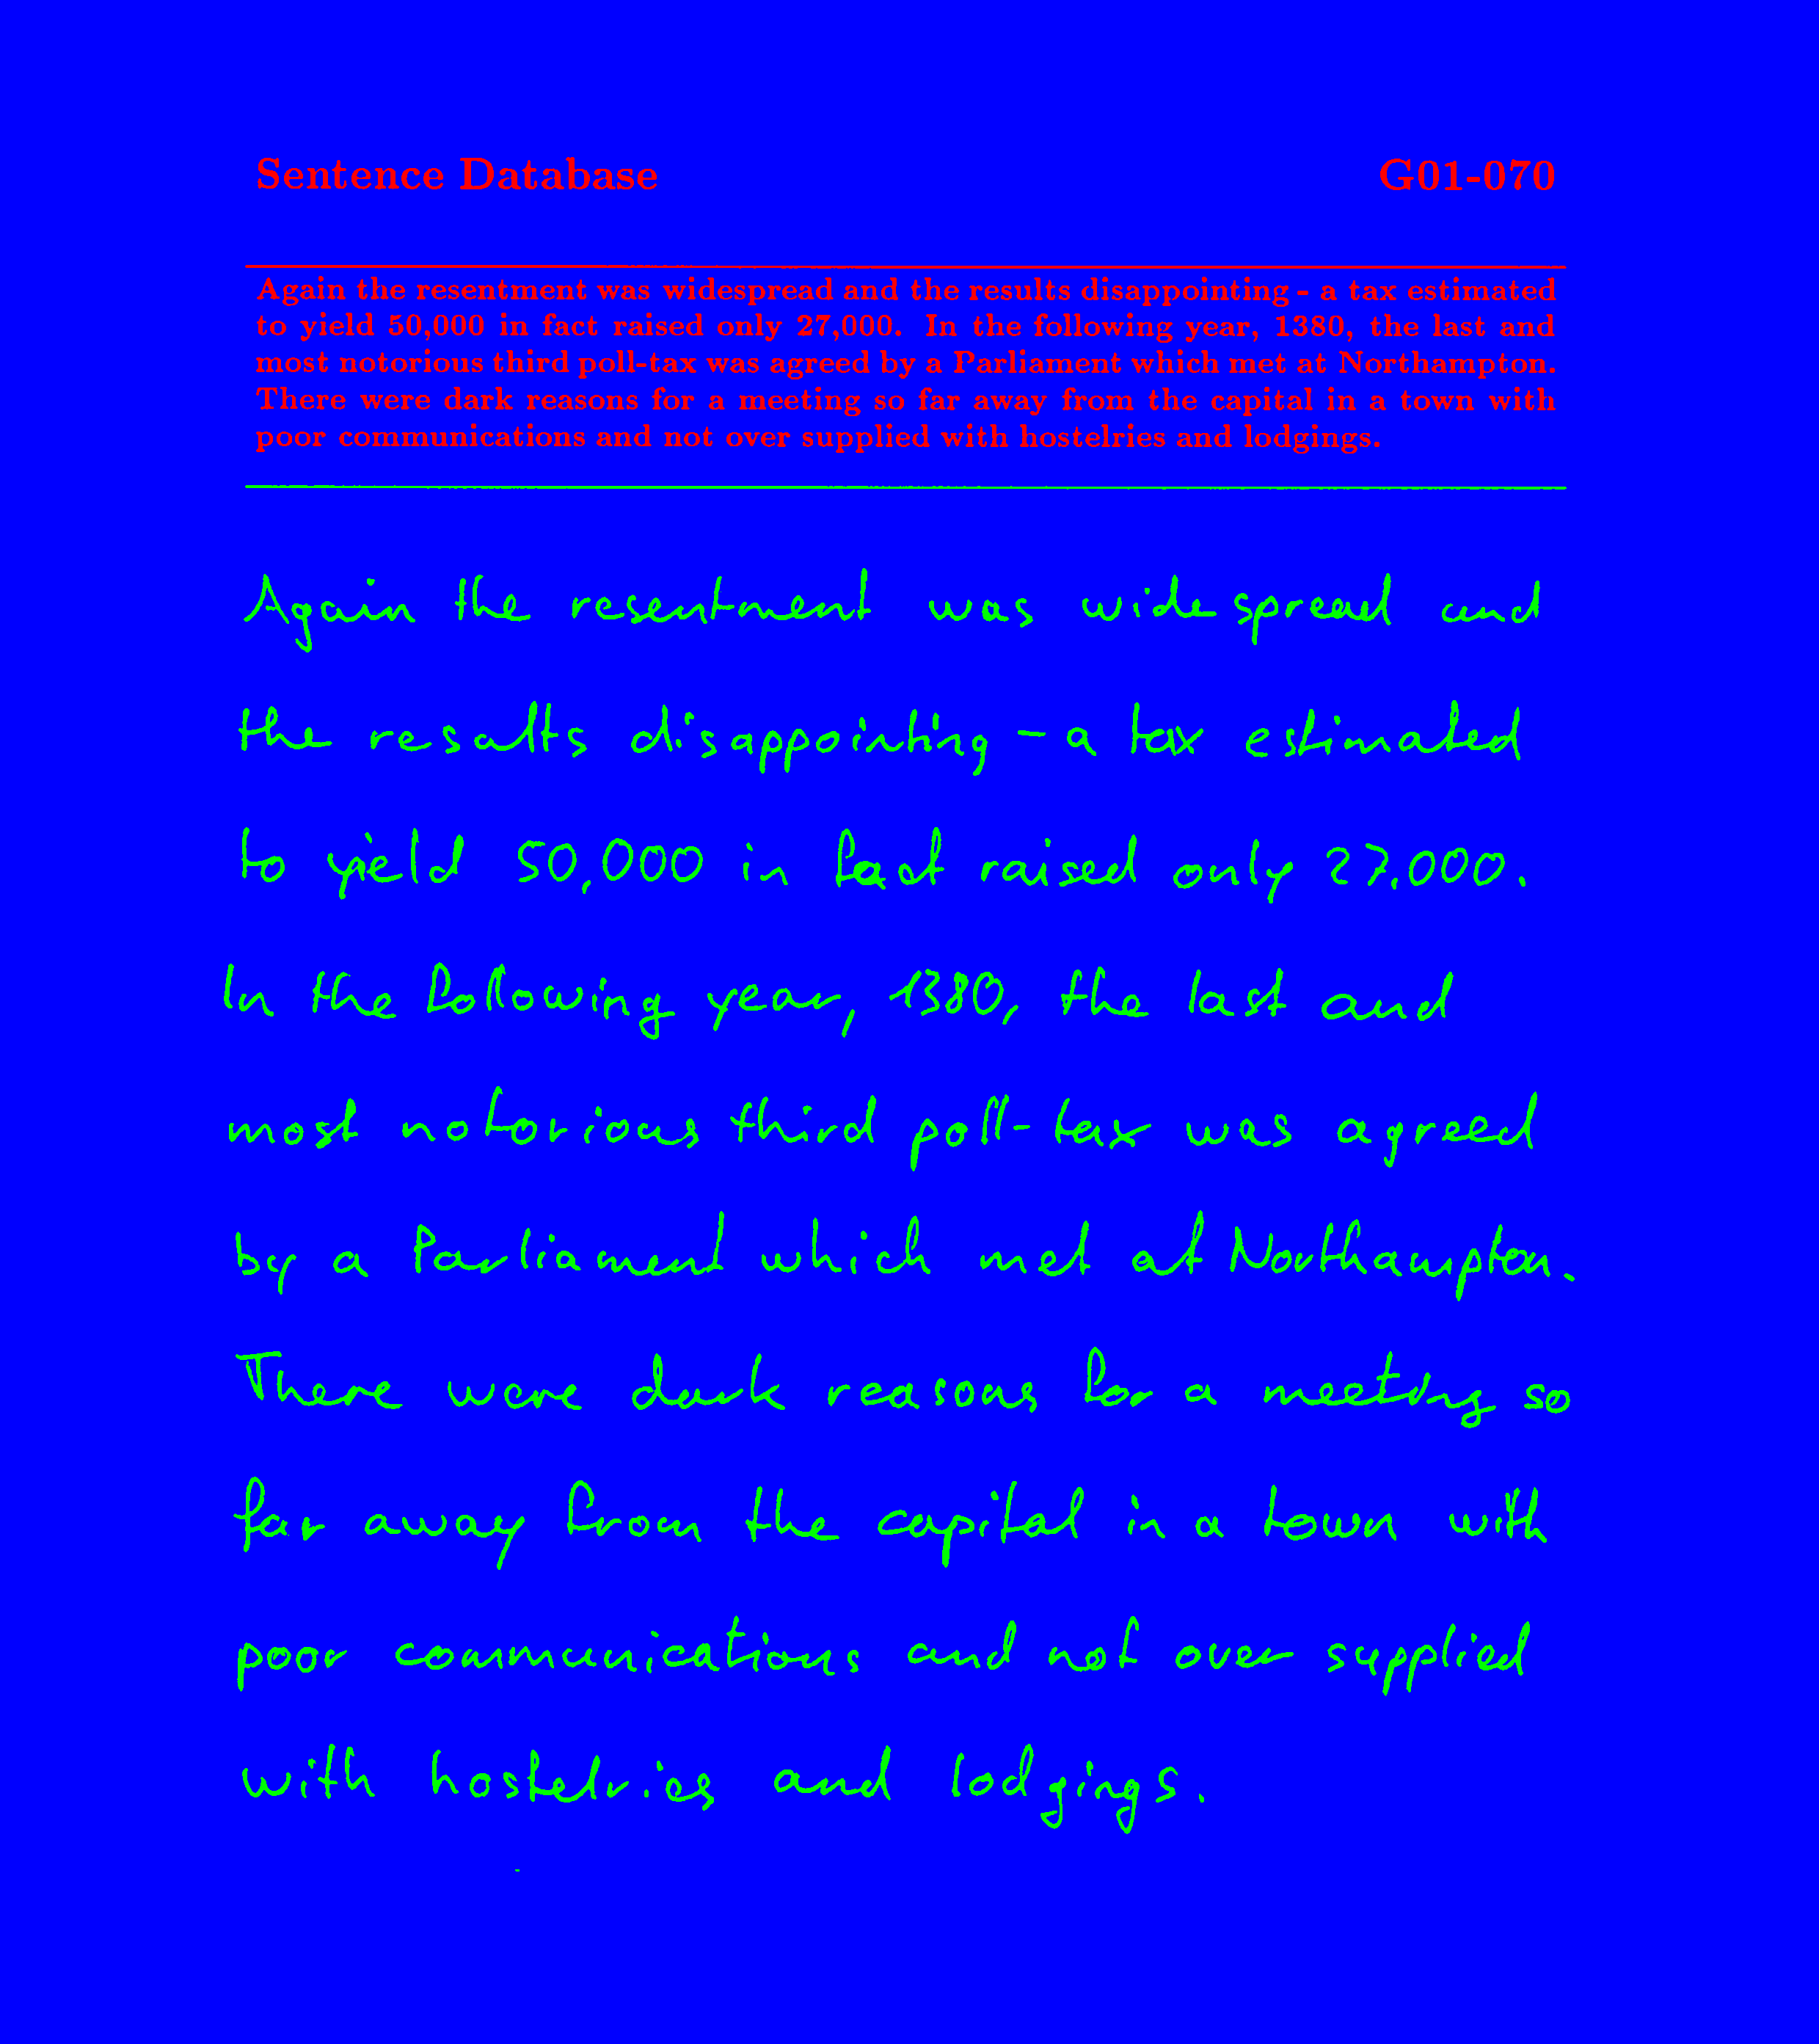 Sentence Database G01-070
Again the resentment was widespread and the results disappointing - a tax estimated
to yield 50,000 in fact raised only 27,000. In the following year, 1380, the last and
most notorious third poll-tax was agreed by a Parliament which met at Northampton.
There were dark reasons for a meeting so far away from the capital in a town with
poor communications and not over supplied with hostelries and lodgings.
Again the resentment was widespread and
the results disappointing - a tax estimated
to yield 50,000 in fact raised only 27.000.
In the following year, 1380, the last and
most notorious third poll-tax was agreed
by a Parliament which met at Northampton.
There were dark reasons for a meeting so
far away from the capital in a town with
poor communications and not over supplied
with hostelries and lodgings.